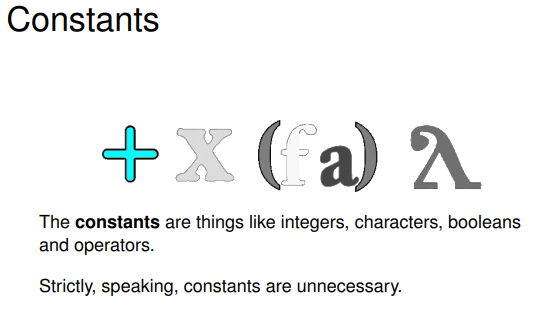 Constants
+ x (f a) λ
The constants are things like integers, characters, booleans
and operators.
Strictly, speaking, constants are unnecessary.